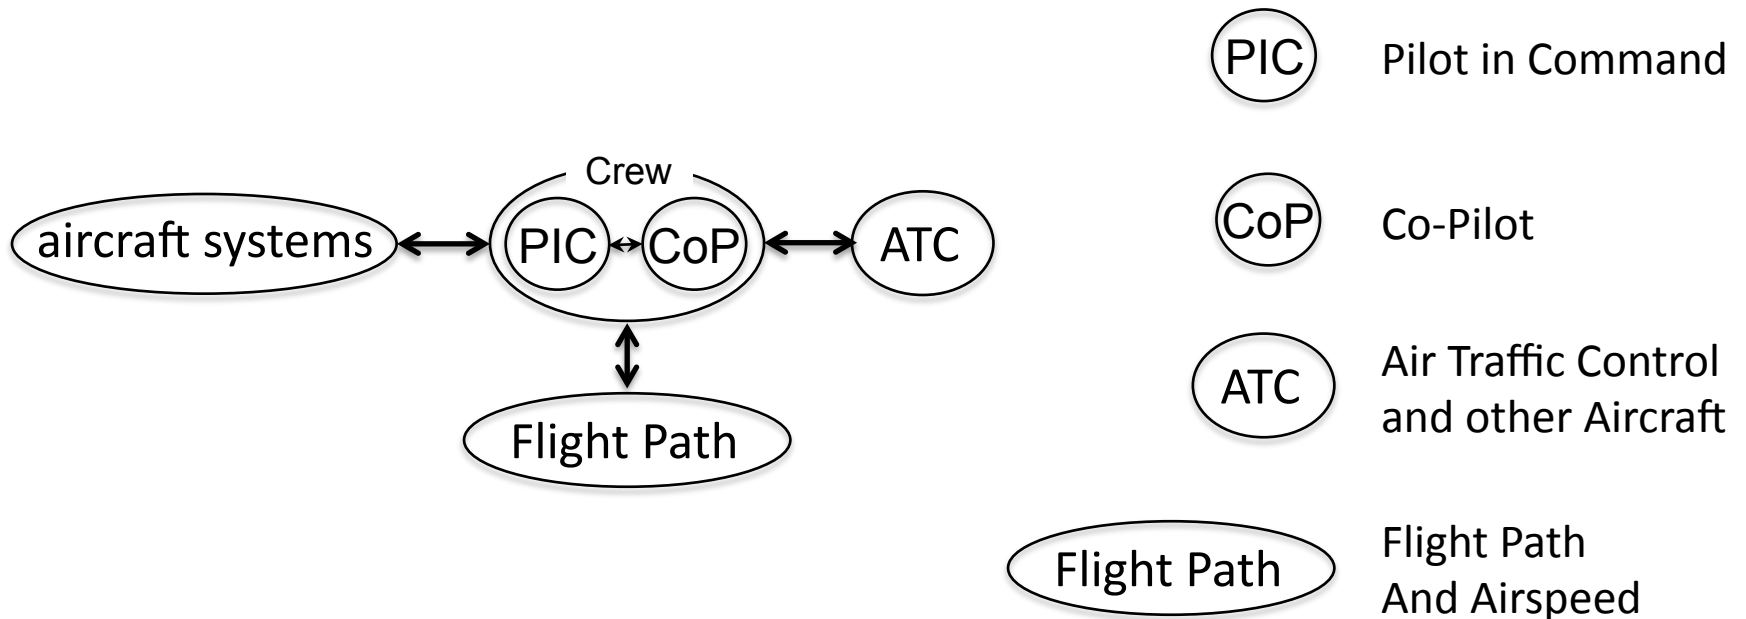 Crew
aircraft systems
PIC
CoP
ATC
Flight Path
PIC
Pilot in Command
CoP
Co-Pilot
ATC
Air Traffic Control
and other Aircraft
Flight Path
Flight Path
And Airspeed